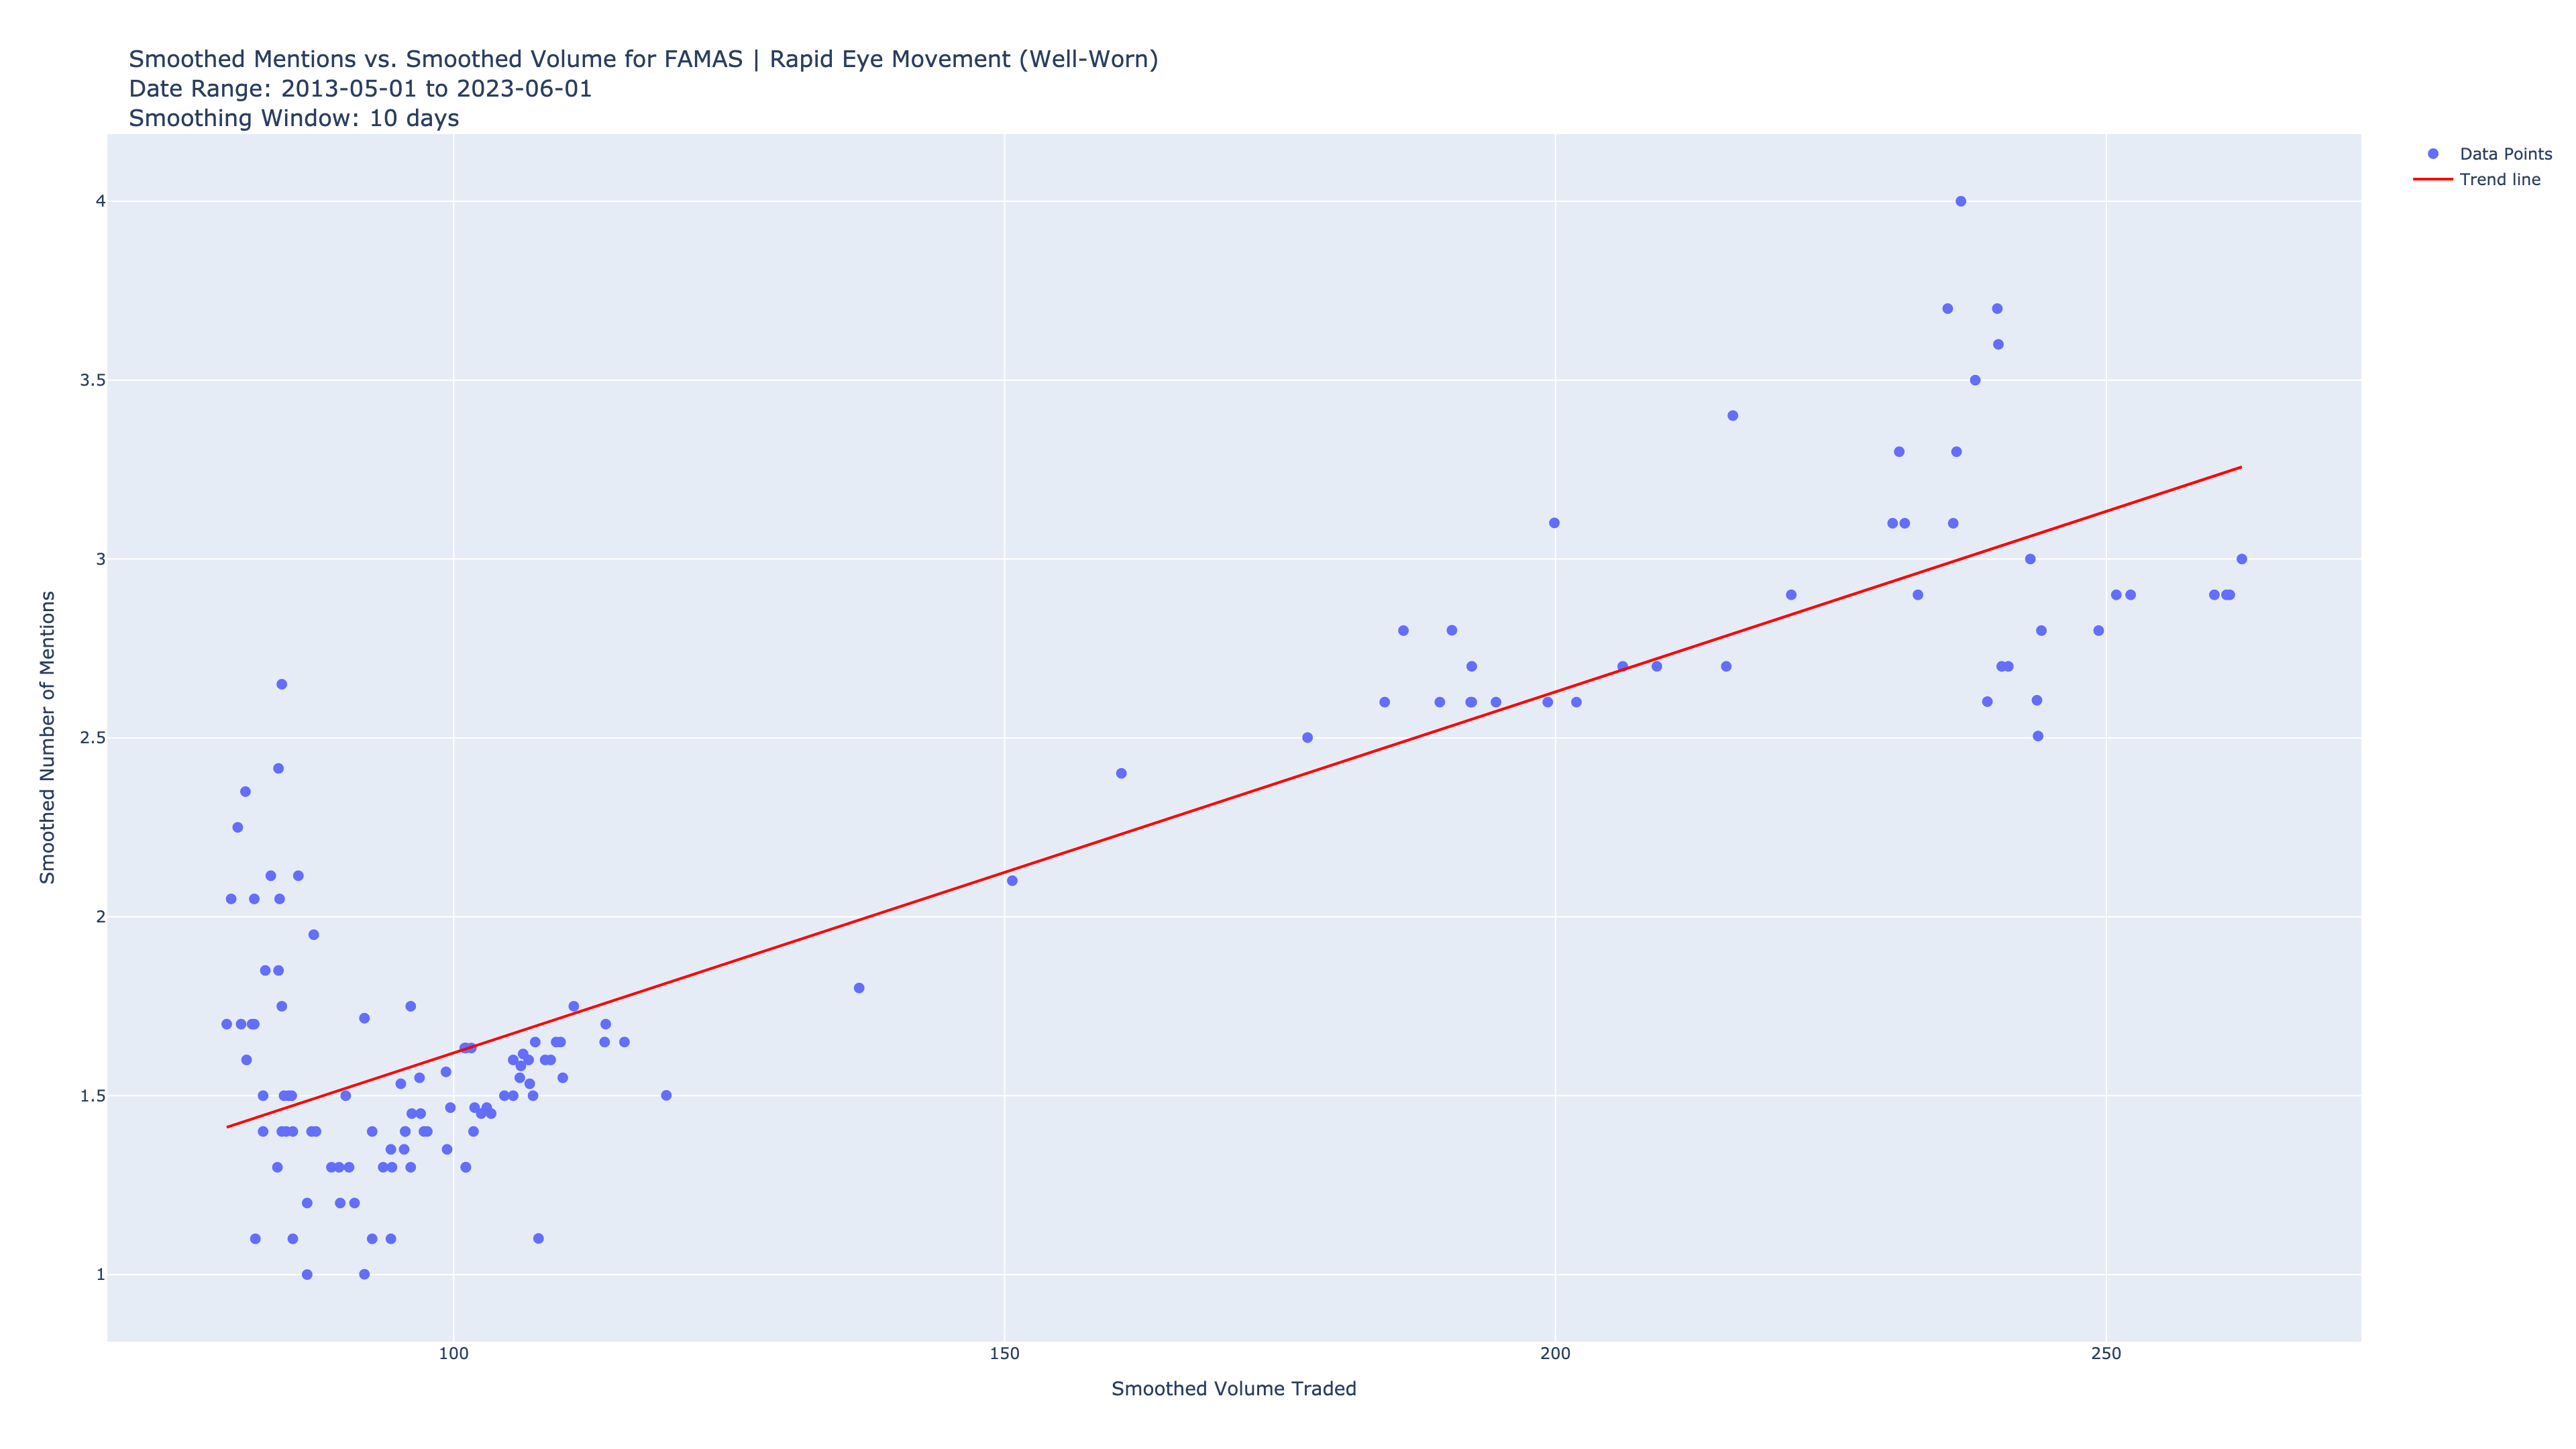 Smoothed Mentions vs. Smoothed Volume for FAMAS | Rapid Eye Movement (Well-Worn)
Date Range: 2013-05-01 to 2023-06-01
Smoothing Window: 10 days
Data Points
Trend line
4
3.5
3
2.5
2
1.5
1
Smoothed Number of Mentions
100
150
200
250
Smoothed Volume Traded